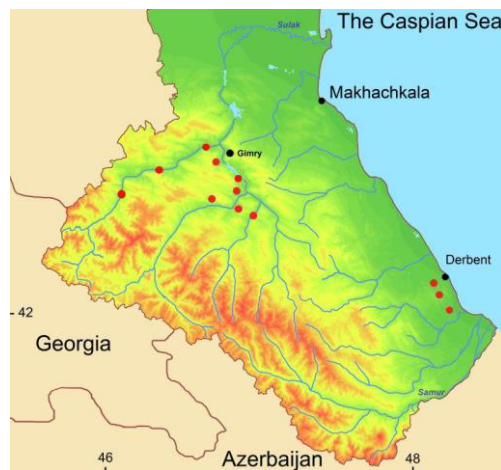 Sulak
The Caspian Sea
Makhachkala
Gimry
Derbent
42
Georgia
Samur
46
48
Azerbaijan